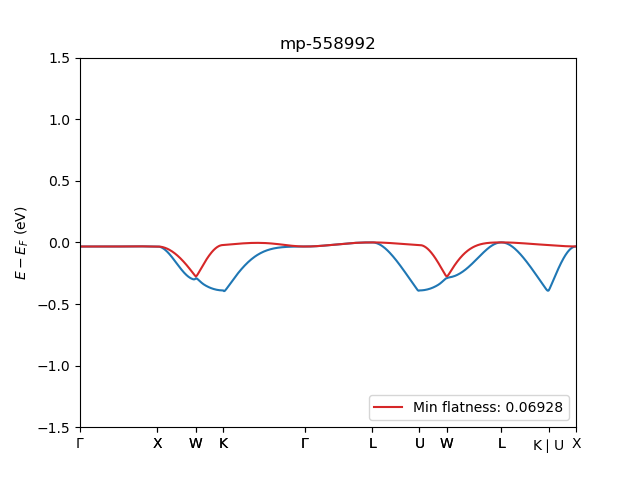 mp-558992
E − E_F (eV)
1.5
1.0
0.5
0.0
−0.5
−1.0
−1.5
Min flatness: 0.06928
Γ X W K Γ L U W L K | U X